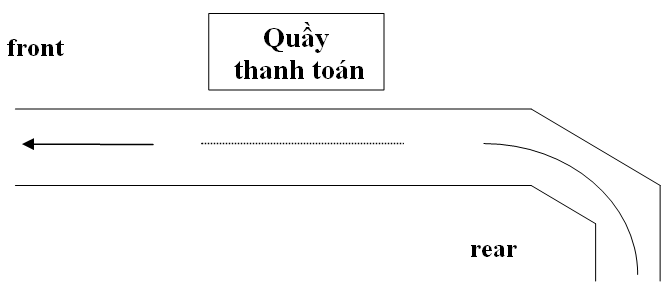 front
Quầy
thanh toán
rear